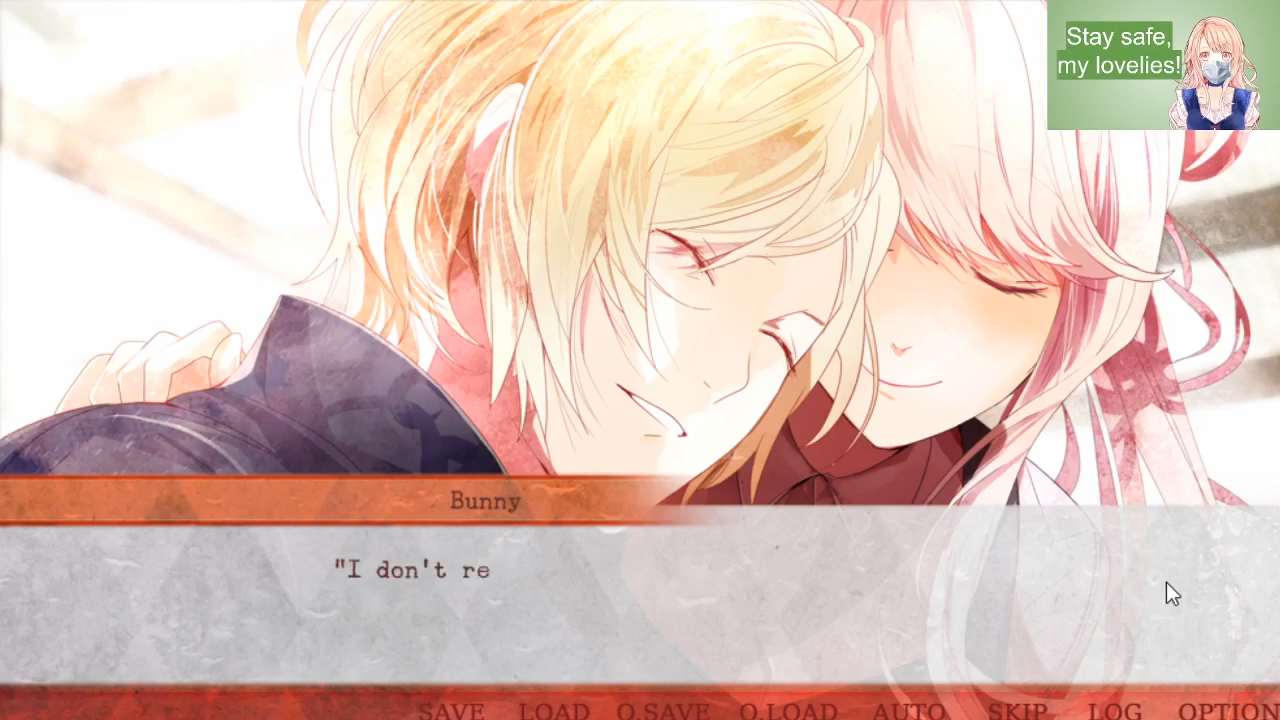 Stay safe,
my lovelies!
Bunny
"I don't re
SAVE LOAD Q.SAVE Q.LOAD AUTO SKIP LOG OPTION